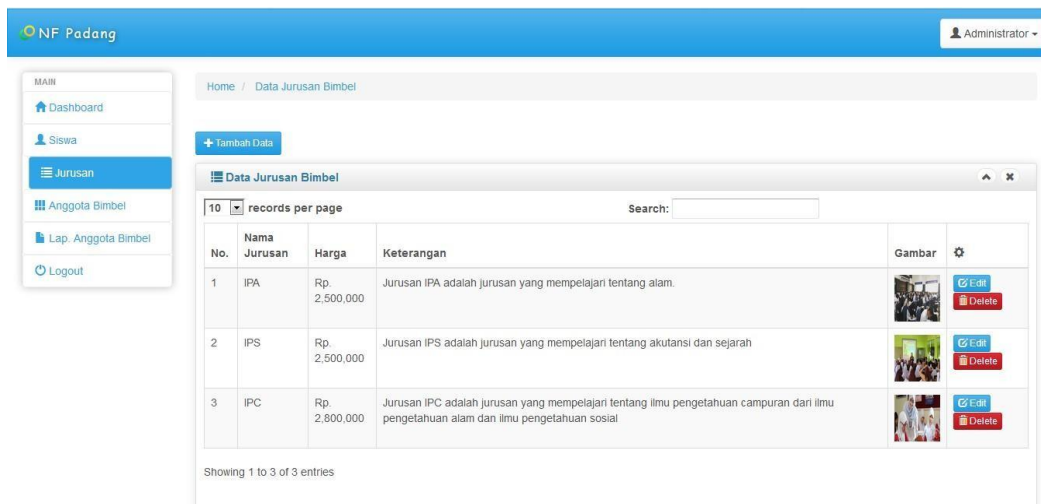 NF Padang
Administrator
MAIN
Dashboard
Siswa
Jurusan
Anggota Bimbel
Lap. Anggota Bimbel
Logout
Home / Data Jurusan Bimbel
+ Tambah Data
Data Jurusan Bimbel
10 records per page Search:
No. Nama Jurusan Harga Keterangan Gambar
1 IPA Rp. 2,500,000 Jurusan IPA adalah jurusan yang mempelajari tentang alam. Edit
Delete
2 IPS Rp. 2,500,000 Jurusan IPS adalah jurusan yang mempelajari tentang akutansi dan sejarah Edit
Delete
3 IPC Rp. 2,800,000 Jurusan IPC adalah jurusan yang mempelajari tentang ilmu pengetahuan campuran dari ilmu
pengetahuan alam dan ilmu pengetahuan sosial Edit
Delete
Showing 1 to 3 of 3 entries